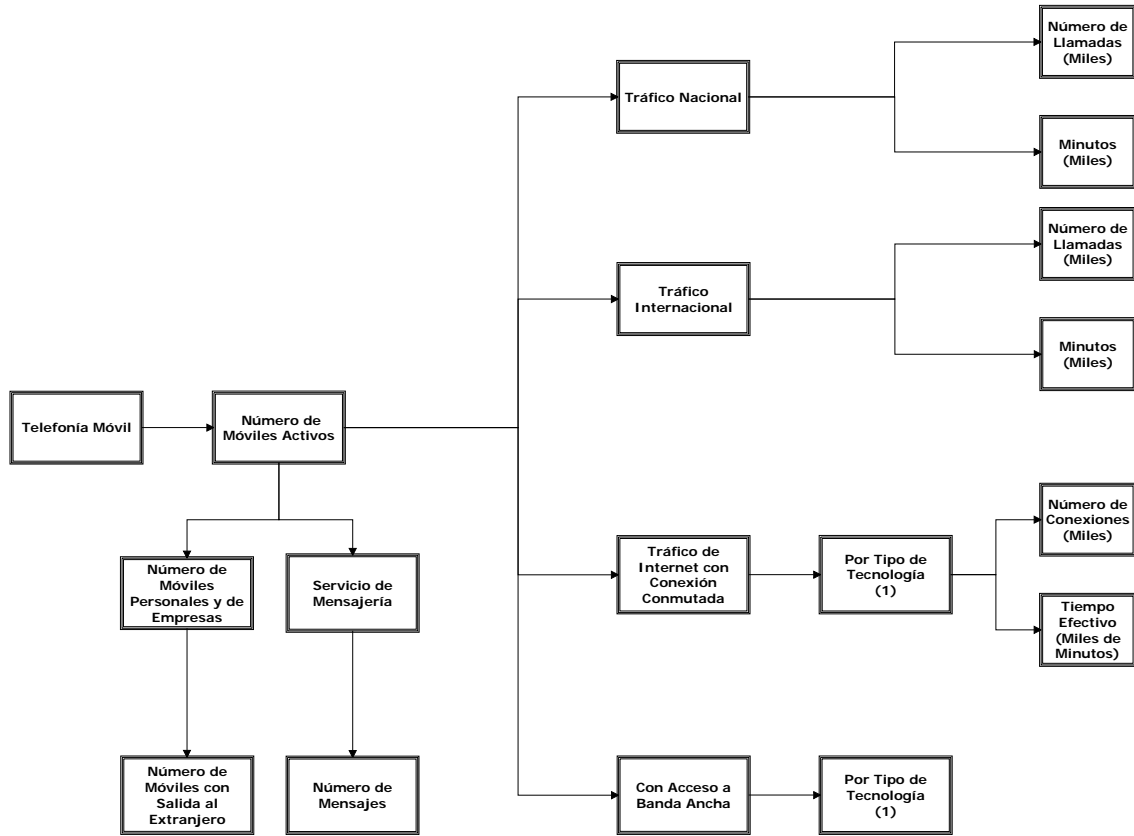 Número de
Llamadas
(Miles)
Tráfico Nacional
Minutos
(Miles)
Número de
Llamadas
(Miles)
Tráfico
Internacional
Minutos
(Miles)
Telefonía Móvil
Número de
Móviles Activos
Número de
Conexiones
(Miles)
Tráfico de
Internet con
Conexión
Conmutada
Por Tipo de
Tecnología
(1)
Número de
Móviles
Personales y de
Empresas
Servicio de
Mensajería
Tiempo
Efectivo
(Miles de
Minutos)
Número de
Móviles con
Salida al
Extranjero
Número de
Mensajes
Con Acceso a
Banda Ancha
Por Tipo de
Tecnología
(1)